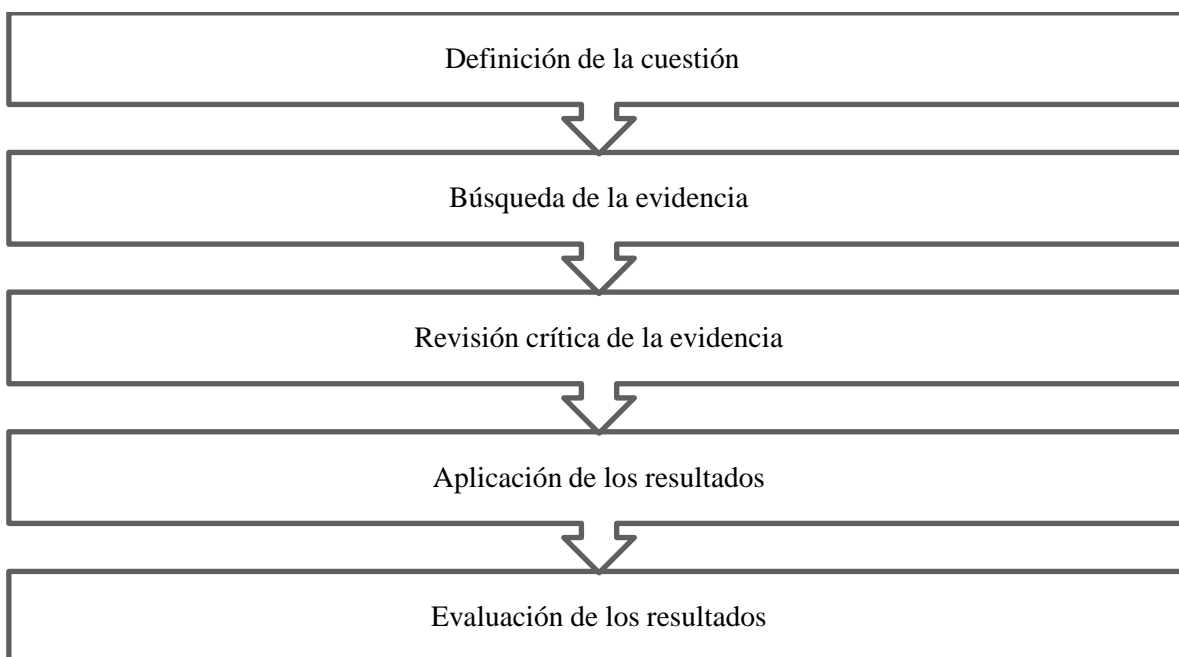 Definición de la cuestión
Búsqueda de la evidencia
Revisión crítica de la evidencia
Aplicación de los resultados
Evaluación de los resultados